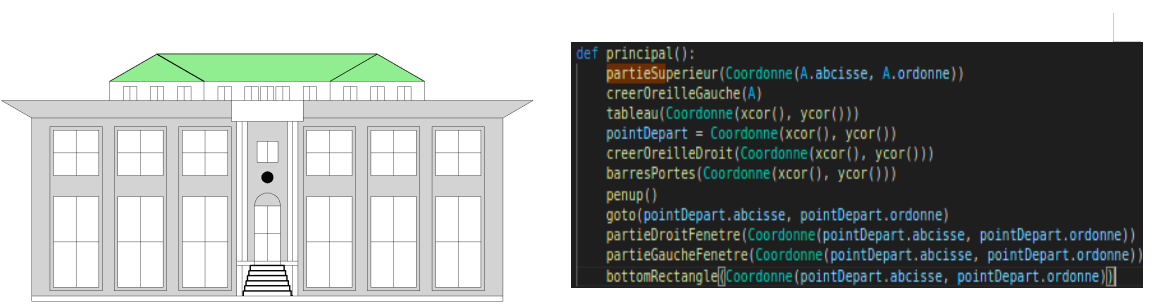 def principal():
    partieSuperieur(Coordonne(A.abcisse, A.ordonne))
    creerOreilleGauche(A)
    tableau(Coordonne(xcor(), ycor()))
    pointDepart = Coordonne(xcor(), ycor())
    creerOreilleDroit(Coordonne(xcor(), ycor()))
    barresPortes(Coordonne(xcor(), ycor()))
    penup()
    goto(pointDepart.abcisse, pointDepart.ordonne)
    partieDroitFenetre(Coordonne(pointDepart.abcisse, pointDepart.ordonne))
    partieGaucheFenetre(Coordonne(pointDepart.abcisse, pointDepart.ordonne))
    bottomRectangle(Coordonne(pointDepart.abcisse, pointDepart.ordonne))